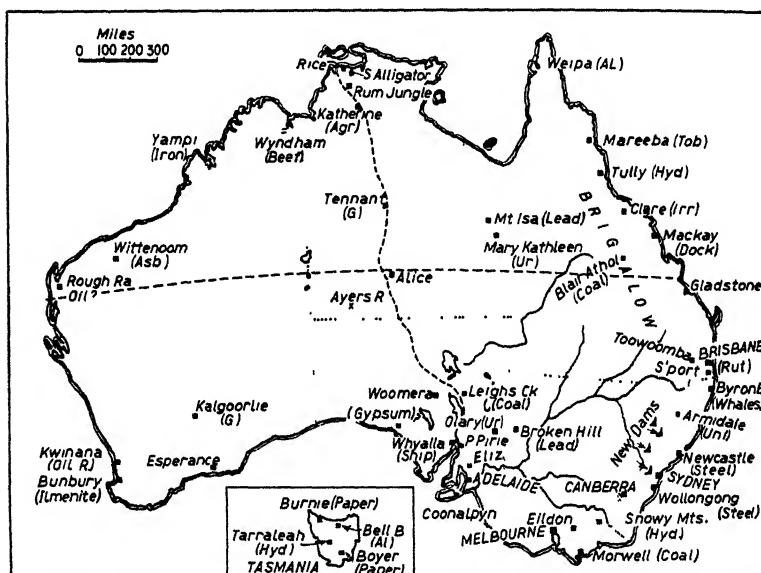 Miles
0 100 200 300
Rice
S Alligator
Rum Jungle
Katherine
(Agr)
Weipa (AL)
Yampi
(Iron)
Wyndham
(Beef)
Mareeba (Tob)
Tully (Hyd)
Tennant
(G)
Clare (Irr)
Mt Isa (Lead)
Mackay
(Dock)
Mary Kathleen
(Ur)
BRIGALOW
Wittenoom
(Asb)
Rough Ra
Oil ?
Alice
Blair Athol
(Coal)
Gladstone
Ayers R
Toowoomba
BRISBANE
(Rut)
S'port
Byron B
(Whales)
Woomera
Leighs Ck
(Coal)
Kalgoorlie
(G)
(Gypsum)
Olary (Ur)
Broken Hill
(Lead)
New Dams
Armidale
(Uni)
Whyalla
(Ship)
P Pirie
Eliz.
Newcastle
(Steel)
Kwinana
(Oil R.)
Bunbury
(Ilmenite)
Esperance
ADELAIDE
CANBERRA
SYDNEY
Wollongong
(Steel)
Coonalpyn
Burnie (Paper)
Bell B
(Al)
Tarraleah
(Hyd)
Boyer
(Paper)
TASMANIA
MELBOURNE
Eildon
Snowy Mts.
(Hyd.)
Morwell (Coal)